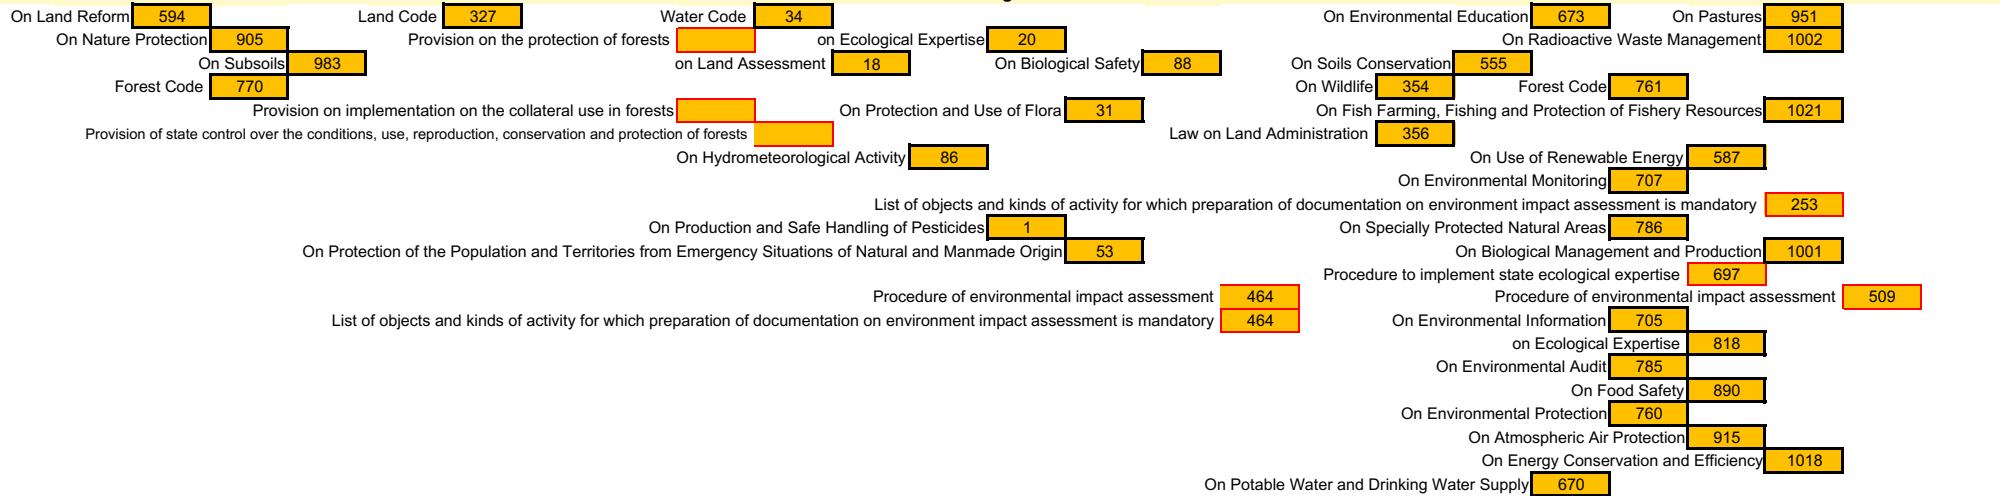 On Land Reform 594 Land Code 327 Water Code 34 On Environmental Education 673 On Pastures 951
On Nature Protection 905 Provision on the protection of forests on Ecological Expertise 20 On Radioactive Waste Management 1002
On Subsoils 983 on Land Assessment 18 On Biological Safety 88 On Soils Conservation 555
Forest Code 770 On Wildlife 354 Forest Code 761
Provision on implementation on the collateral use in forests On Protection and Use of Flora 31 On Fish Farming, Fishing and Protection of Fishery Resources 1021
Provision of state control over the conditions, use, reproduction, conservation and protection of forests Law on Land Administration 356
On Hydrometeorological Activity 86 On Use of Renewable Energy 587
On Environmental Monitoring 707
List of objects and kinds of activity for which preparation of documentation on environment impact assessment is mandatory 253
On Production and Safe Handling of Pesticides 1 On Specially Protected Natural Areas 786
On Protection of the Population and Territories from Emergency Situations of Natural and Manmade Origin 53 On Biological Management and Production 1001
Procedure to implement state ecological expertise 697
Procedure of environmental impact assessment 464 Procedure of environmental impact assessment 509
List of objects and kinds of activity for which preparation of documentation on environment impact assessment is mandatory 464 On Environmental Information 705
on Ecological Expertise 818
On Environmental Audit 785
On Food Safety 890
On Environmental Protection 760
On Atmospheric Air Protection 915
On Energy Conservation and Efficiency 1018
On Potable Water and Drinking Water Supply 670